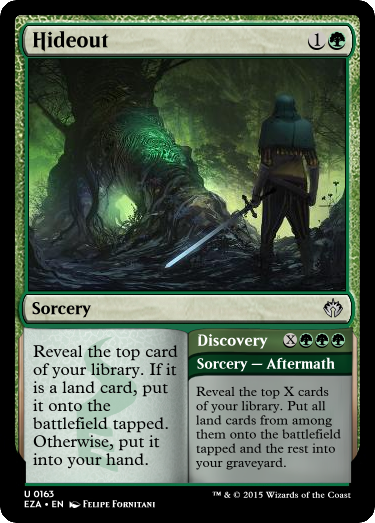 Hideout 1
Sorcery
Reveal the top card
of your library. If it
is a land card, put
it onto the
battlefield tapped.
Otherwise, put it
into your hand.
Discovery X
Sorcery — Aftermath
Reveal the top X cards
of your library. Put all
land cards from among
them onto the battlefield
tapped and the rest into
your graveyard.
U 0163
EZA • EN Felipe Fornitani
™ & © 2015 Wizards of the Coast